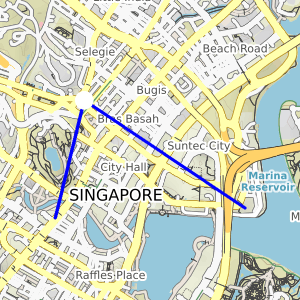 Selegie
Beach Road
Bugis
Bras Basah
Suntec City
City Hall
Marina
Reservoir
SINGAPORE
Raffles Place